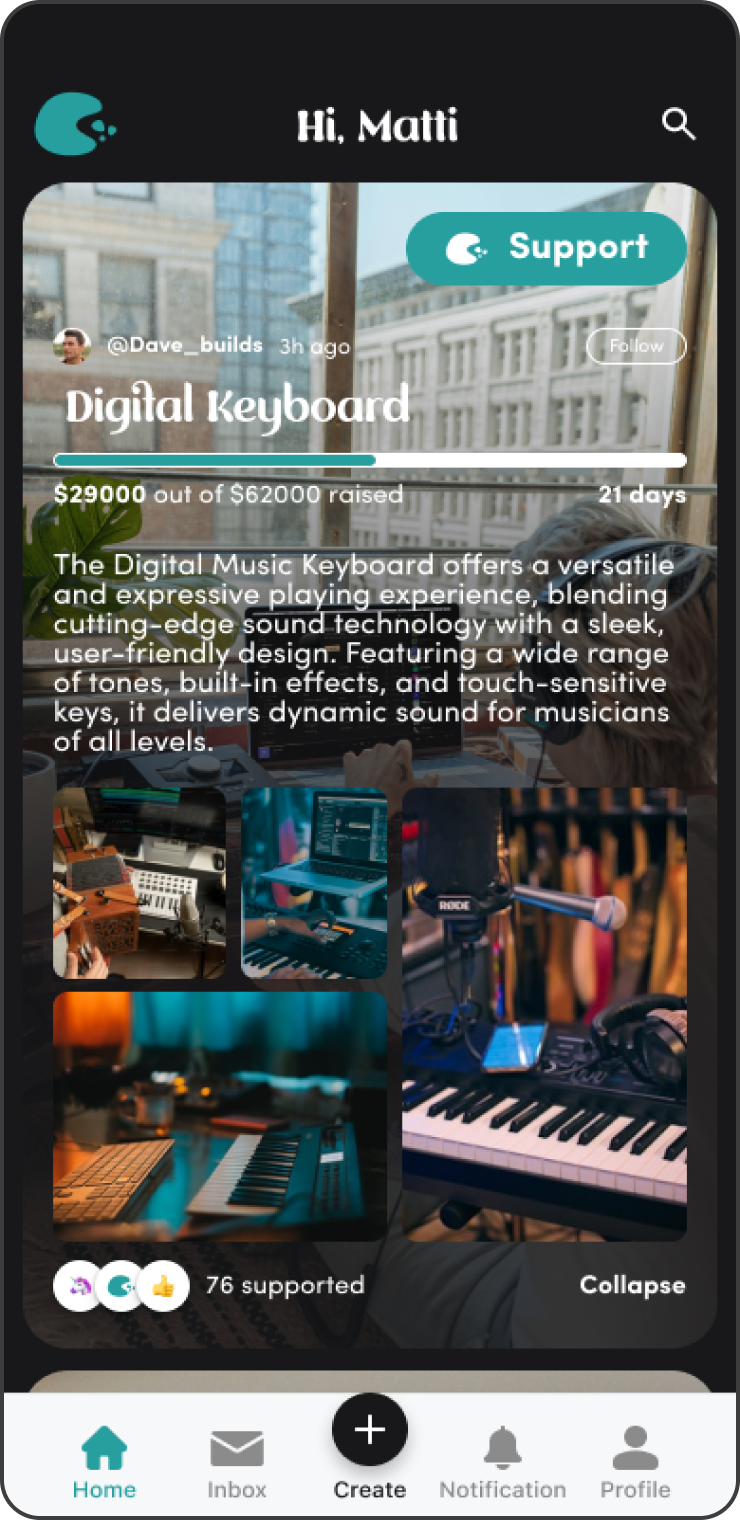 Hi, Matti
Support
@Dave_builds 3h ago
Follow
Digital Keyboard
$29000 out of $62000 raised
21 days
The Digital Music Keyboard offers a versatile
and expressive playing experience, blending
cutting-edge sound technology with a sleek,
user-friendly design. Featuring a wide range
of tones, built-in effects, and touch-sensitive
keys, it delivers dynamic sound for musicians
of all levels.
RØDE
76 supported
Collapse
Home
Inbox
Create
Notification
Profile